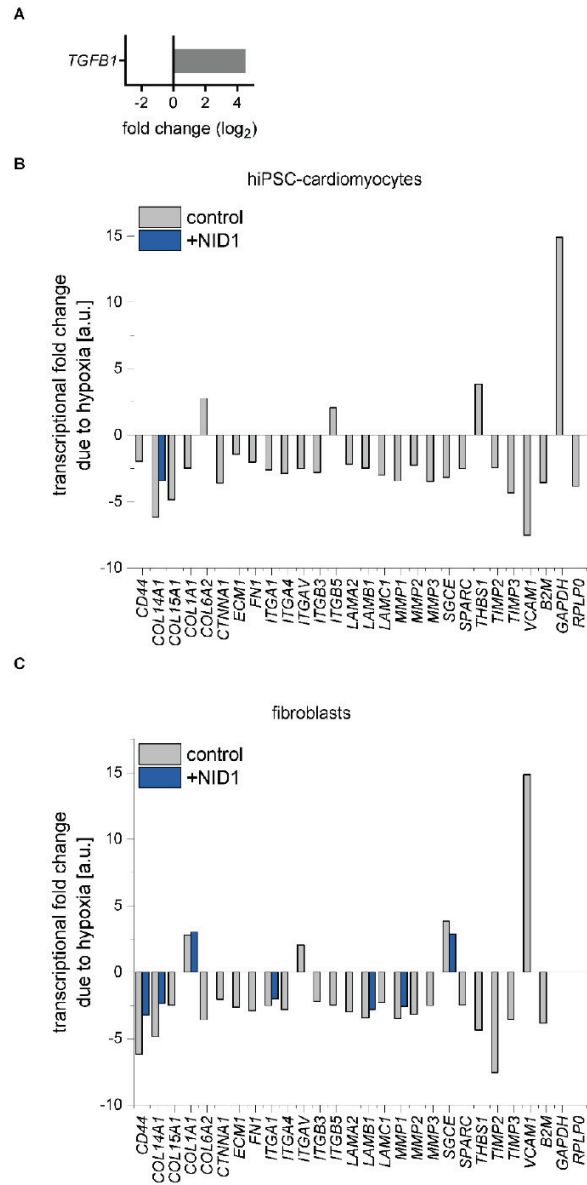 A
TGFB1
-2 0 2 4
fold change (log2)
B
hiPSC-cardiomyocytes
control
+NID1
15
10
5
0
-5
-10
transcriptional fold change
due to hypoxia [a.u.]
CD44
COL14A1
COL15A1
COL1A1
COL6A2
CTNNA1
ECM1
FN1
ITGA1
ITGA4
ITGAV
ITGB3
ITGB5
LAMA2
LAMB1
LAMC1
MMP1
MMP2
MMP3
SGCE
SPARC
THBS1
TIMP2
TIMP3
VCAM1
B2M
GAPDH
RPLP0
C
fibroblasts
control
+NID1
15
10
5
0
-5
-10
transcriptional fold change
due to hypoxia [a.u.]
CD44
COL14A1
COL15A1
COL1A1
COL6A2
CTNNA1
ECM1
FN1
ITGA1
ITGA4
ITGAV
ITGB3
ITGB5
LAMA2
LAMB1
LAMC1
MMP1
MMP2
MMP3
SGCE
SPARC
THBS1
TIMP2
TIMP3
VCAM1
B2M
GAPDH
RPLP0